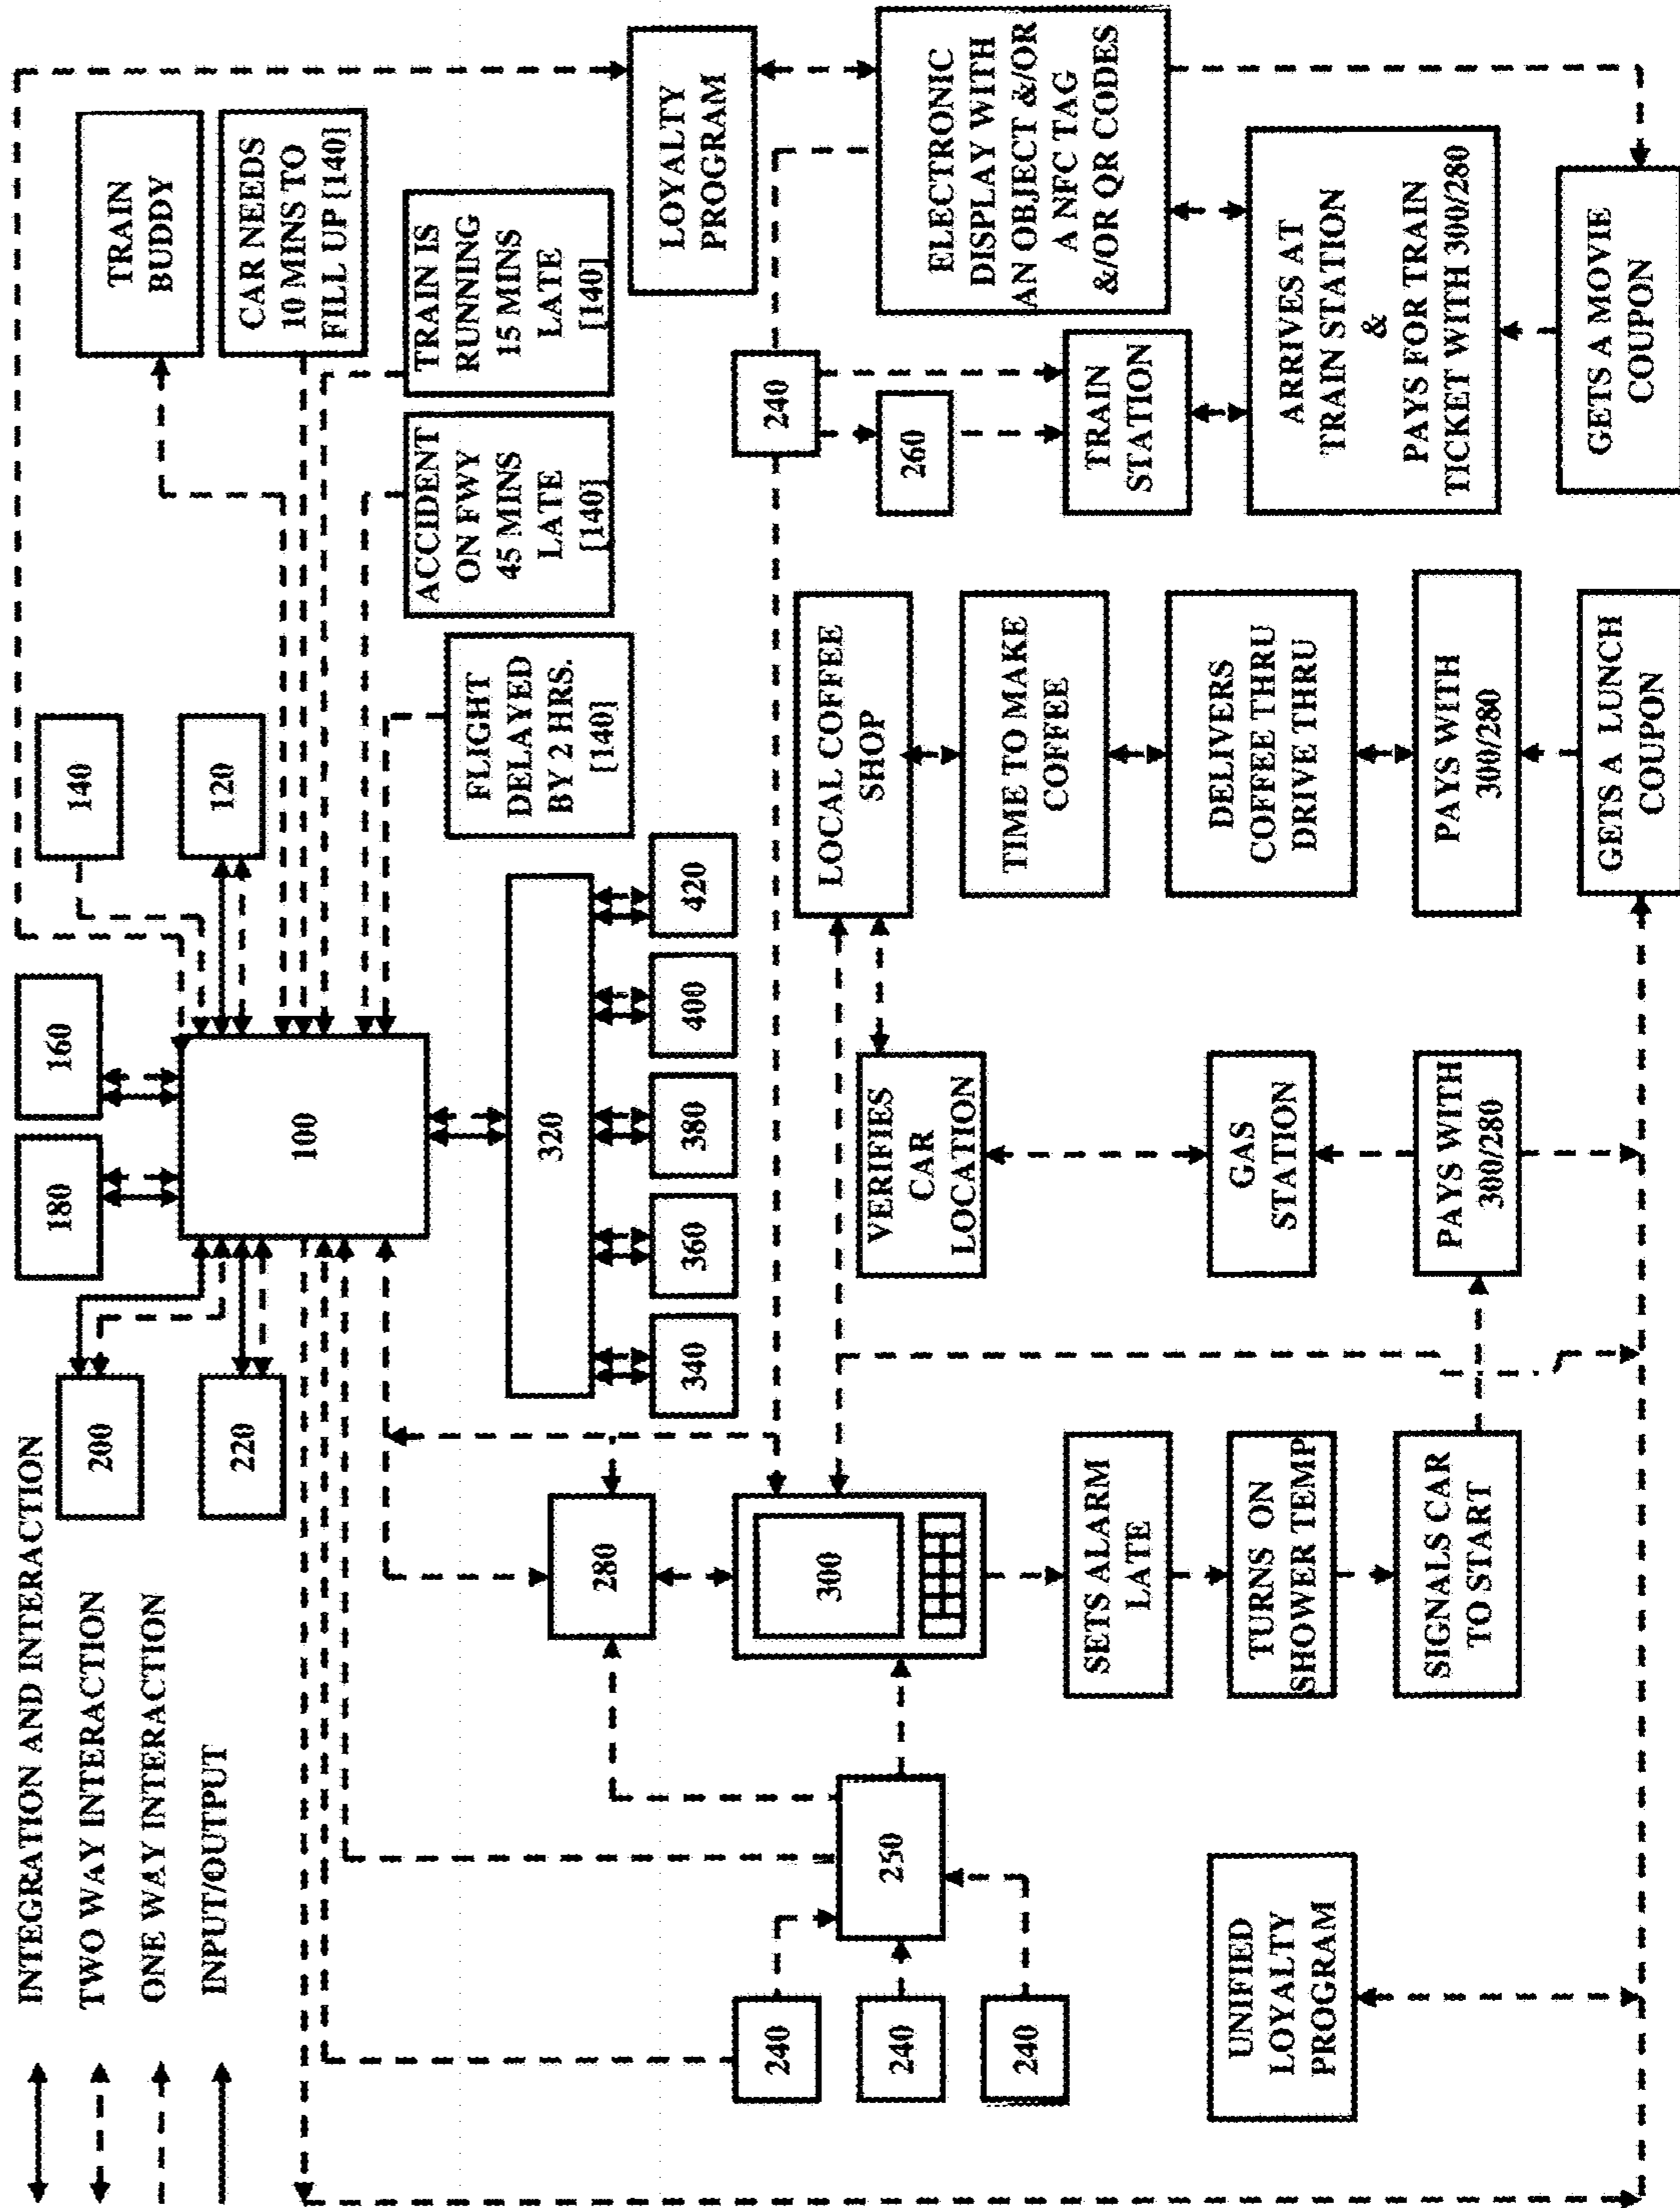 INTEGRATION AND INTERACTION
TWO WAY INTERACTION
ONE WAY INTERACTION
INPUT/OUTPUT
200
220
180
160
100
140
120
TRAIN
BUDDY
CAR NEEDS
10 MINS TO
FILL UP [140]
TRAIN IS
RUNNING
15 MINS
LATE
[140]
ACCIDENT
ON FWY
45 MINS
LATE
[140]
FLIGHT
DELAYED
BY 2 HRS.
[140]
320
340
360
380
400
420
LOYALTY
PROGRAM
240
240
240
250
280
300
SETS ALARM
LATE
TURNS ON
SHOWER TEMP
SIGNALS CAR
TO START
VERIFIES
CAR
LOCATION
GAS
STATION
PAYS WITH
300/280
LOCAL COFFEE
SHOP
TIME TO MAKE
COFFEE
DELIVERS
COFFEE THRU
DRIVE THRU
PAYS WITH
300/280
GETS A LUNCH
COUPON
240
260
TRAIN
STATION
ELECTRONIC
DISPLAY WITH
AN OBJECT &/OR
A NFC TAG
&/OR QR CODES
ARRIVES AT
TRAIN STATION
&
PAYS FOR TRAIN
TICKET WITH 300/280
GETS A MOVIE
COUPON
UNIFIED
LOYALTY
PROGRAM